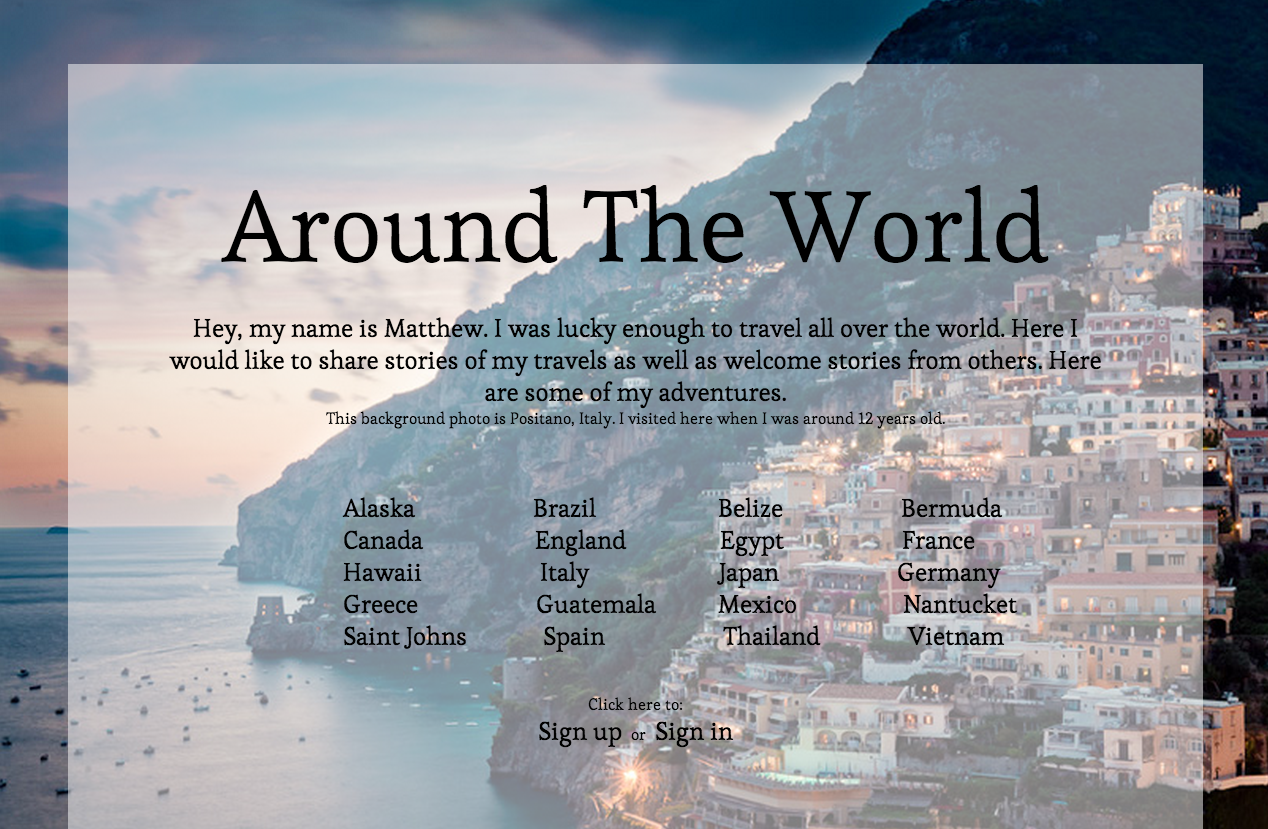 Around The World
Hey, my name is Matthew. I was lucky enough to travel all over the world. Here I
would like to share stories of my travels as well as welcome stories from others. Here
are some of my adventures.
This background photo is Positano, Italy. I visited here when I was around 12 years old.
Alaska Brazil Belize Bermuda
Canada England Egypt France
Hawaii Italy Japan Germany
Greece Guatemala Mexico Nantucket
Saint Johns Spain Thailand Vietnam
Click here to:
Sign up or Sign in